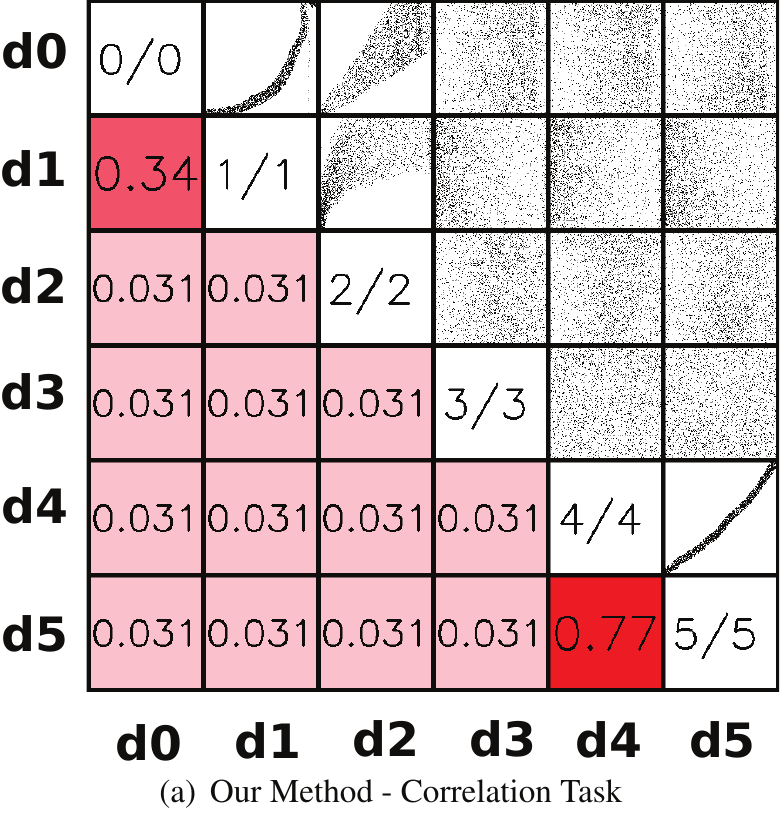 d0 0/0
d1 0.34 1/1
d2 0.031 0.031 2/2
d3 0.031 0.031 0.031 3/3
d4 0.031 0.031 0.031 0.031 4/4
d5 0.031 0.031 0.031 0.031 0.77 5/5
d0 d1 d2 d3 d4 d5
(a) Our Method - Correlation Task